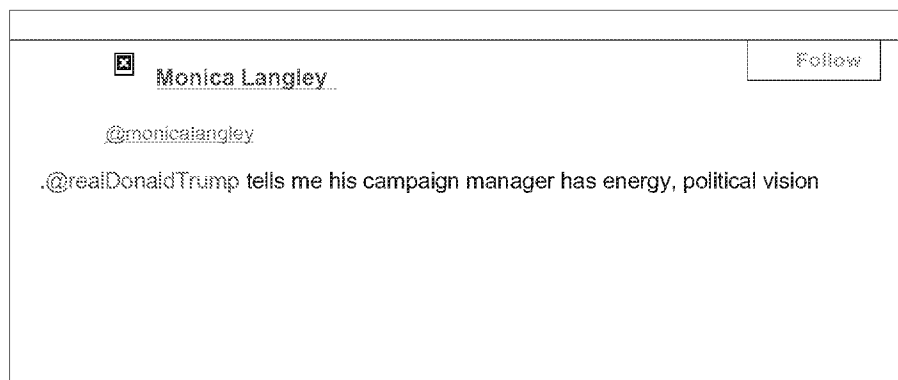 Follow
Monica Langley
@monicalangley
.@realDonaldTrump tells me his campaign manager has energy, political vision